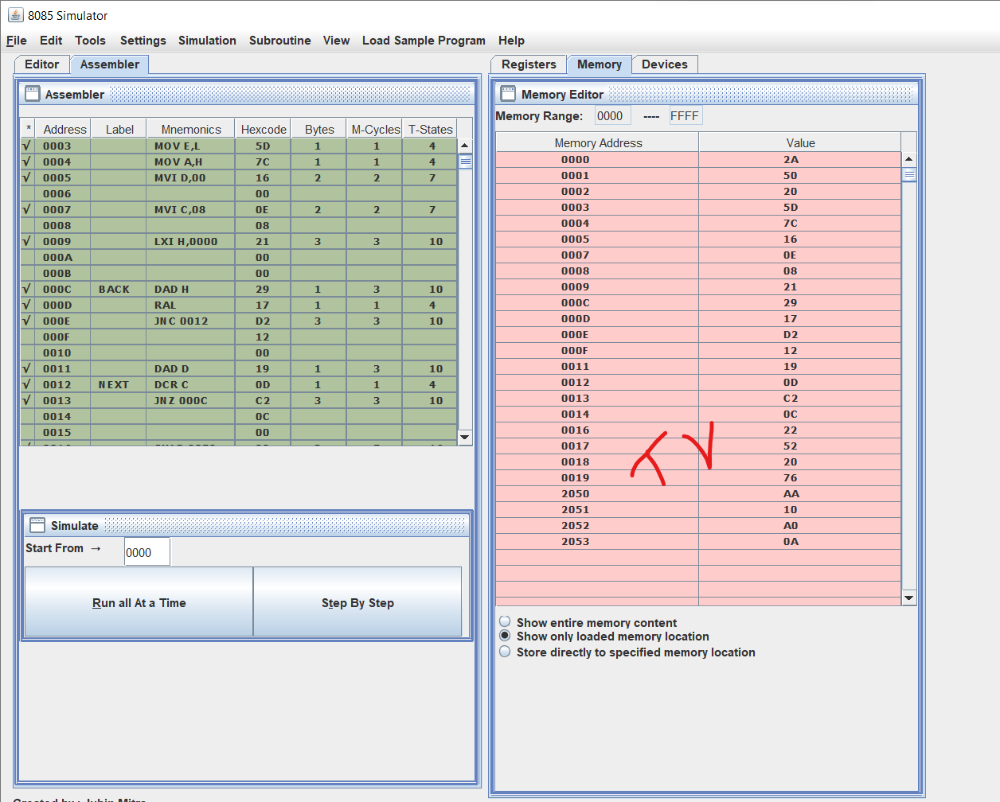 8085 Simulator
File Edit Tools Settings Simulation Subroutine View Load Sample Program Help
Editor Assembler
Assembler
* Address Label Mnemonics Hexcode Bytes M-Cycles T-States
√ 0003 MOV E,L 5D 1 1 4
√ 0004 MOV A,H 7C 1 1 4
√ 0005 MVI D,00 16 2 2 7
0006 00
√ 0007 MVI C,08 0E 2 2 7
0008 08
√ 0009 LXI H,0000 21 3 3 10
000A 00
000B 00
√ 000C BACK DAD H 29 1 3 10
√ 000D RAL 17 1 1 4
√ 000E JNC 0012 D2 3 3 10
000F 12
0010 00
√ 0011 DAD D 19 1 3 10
√ 0012 NEXT DCR C 0D 1 1 4
√ 0013 JNZ 000C C2 3 3 10
0014 0C
0015 00
Simulate
Start From → 0000
Run all At a Time Step By Step
Registers Memory Devices
Memory Editor
Memory Range: 0000 ---- FFFF
Memory Address Value
0000 2A
0001 50
0002 20
0003 5D
0004 7C
0005 16
0007 0E
0008 08
0009 21
000C 29
000D 17
000E D2
000F 12
0011 19
0012 0D
0013 C2
0014 0C
0016 22
0017 52
0018 20
0019 76
2050 AA
2051 10
2052 A0
2053 0A
Show entire memory content
Show only loaded memory location
Store directly to specified memory location